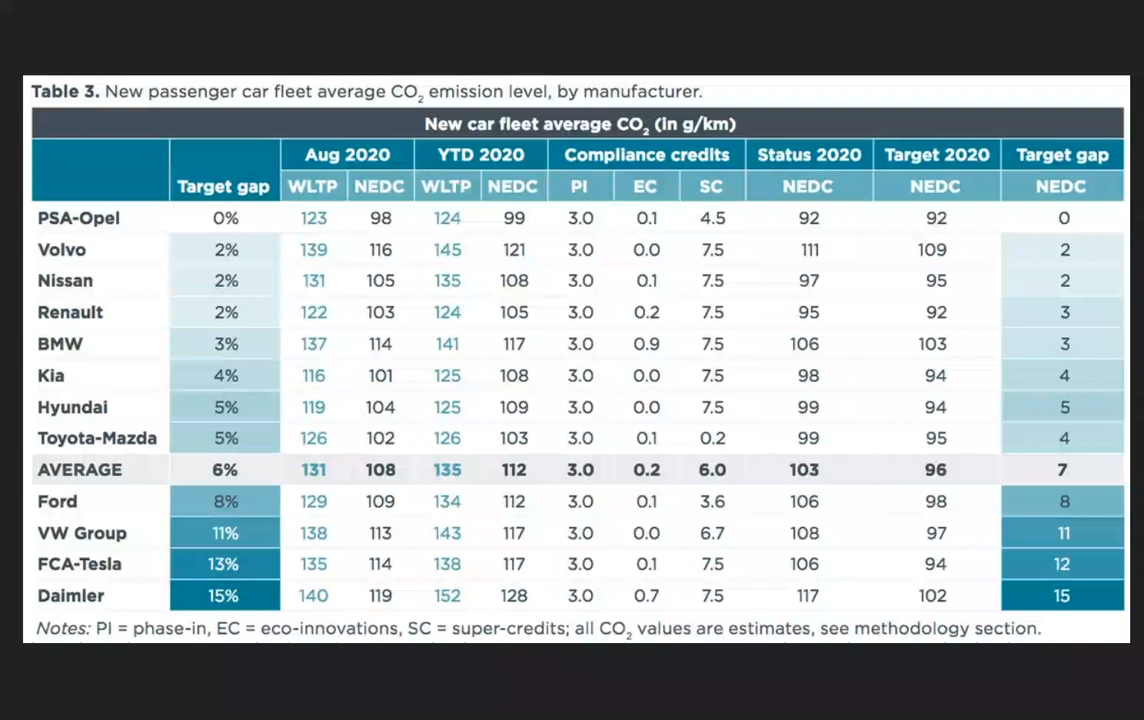 Table 3. New passenger car fleet average CO₂ emission level, by manufacturer.
New car fleet average CO₂ (in g/km)
Aug 2020 YTD 2020 Compliance credits Status 2020 Target 2020 Target gap
Target gap WLTP NEDC WLTP NEDC PI EC SC NEDC NEDC NEDC
PSA-Opel 0% 123 98 124 99 3.0 0.1 4.5 92 92 0
Volvo 2% 139 116 145 121 3.0 0.0 7.5 111 109 2
Nissan 2% 131 105 135 108 3.0 0.1 7.5 97 95 2
Renault 2% 122 103 124 105 3.0 0.2 7.5 95 92 3
BMW 3% 137 114 141 117 3.0 0.9 7.5 106 103 3
Kia 4% 116 101 125 108 3.0 0.0 7.5 98 94 4
Hyundai 5% 119 104 125 109 3.0 0.0 7.5 99 94 5
Toyota-Mazda 5% 126 102 126 103 3.0 0.1 0.2 99 95 4
AVERAGE 6% 131 108 135 112 3.0 0.2 6.0 103 96 7
Ford 8% 129 109 134 112 3.0 0.1 3.6 106 98 8
VW Group 11% 138 113 143 117 3.0 0.0 6.7 108 97 11
FCA-Tesla 13% 135 114 138 117 3.0 0.1 7.5 106 94 12
Daimler 15% 140 119 152 128 3.0 0.7 7.5 117 102 15
Notes: PI = phase-in, EC = eco-innovations, SC = super-credits; all CO₂ values are estimates, see methodology section.